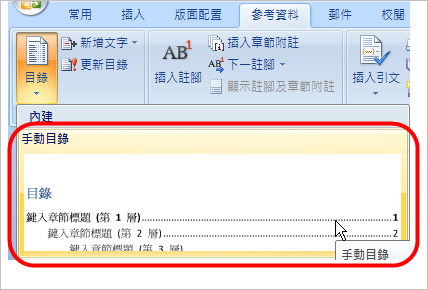 常用 插入 版面配置 參考資料 郵件 校閱
目錄 新增文字 更新目錄
AB¹ 插入註腳 插入章節附註 下一註腳 顯示註腳及章節附註
插入引文
內建
手動目錄
目錄
鍵入章節標題 (第 1 層)......1
鍵入章節標題 (第 2 層)......2
鍵入章節標題 (第 3 層)
手動目錄